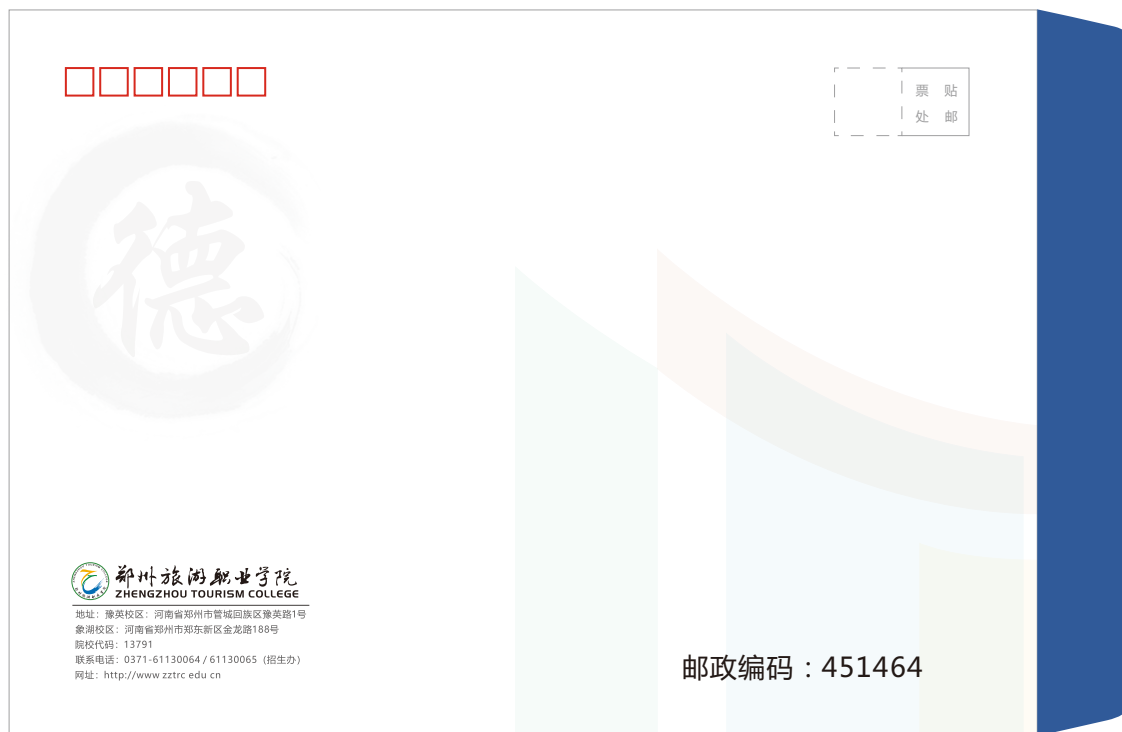 票 贴
处 邮
德
郑州旅游职业学院
ZHENGZHOU TOURISM COLLEGE
地址：豫英校区：河南省郑州市管城回族区豫英路1号
象湖校区：河南省郑州市郑东新区金龙路188号
院校代码：13791
联系电话：0371-61130064 / 61130065（招生办）
网址：http://www zztrc edu cn
邮政编码：451464